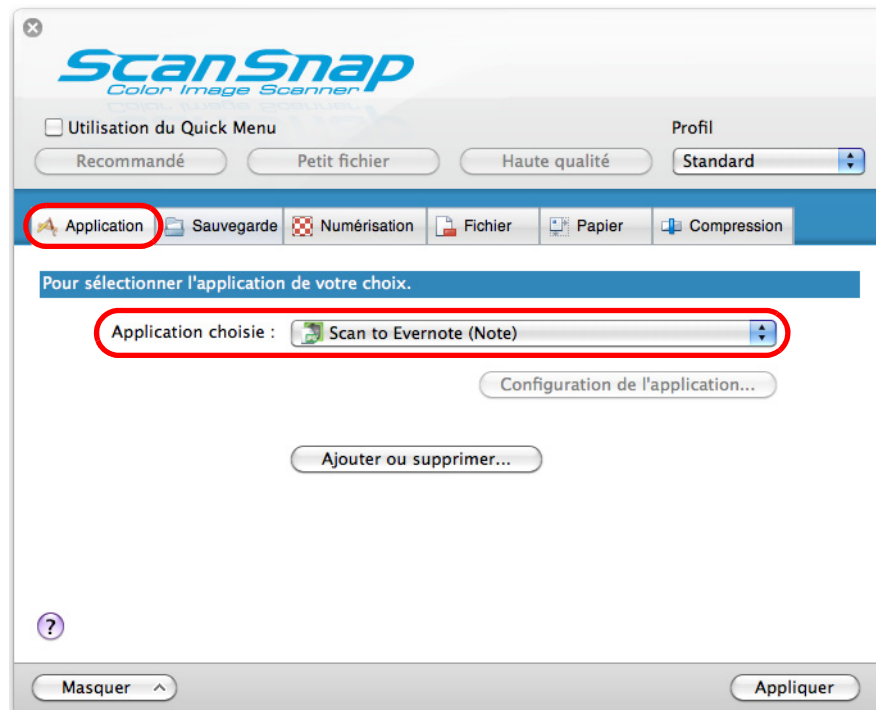 ScanSnap
Color Image Scanner
Utilisation du Quick Menu
Profil
Recommandé Petit fichier Haute qualité Standard
Application Sauvegarde Numérisation Fichier Papier Compression
Pour sélectionner l'application de votre choix.
Application choisie : Scan to Evernote (Note)
Configuration de l'application...
Ajouter ou supprimer...
?
Masquer Appliquer